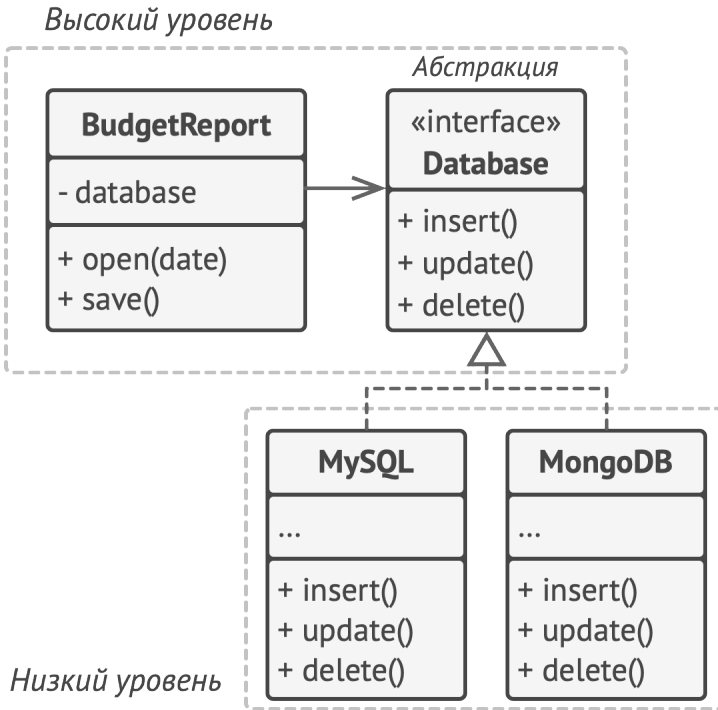 Высокий уровень
Абстракция
BudgetReport
- database
+ open(date)
+ save()
«interface»
Database
+ insert()
+ update()
+ delete()
MySQL
...
+ insert()
+ update()
+ delete()
MongoDB
...
+ insert()
+ update()
+ delete()
Низкий уровень